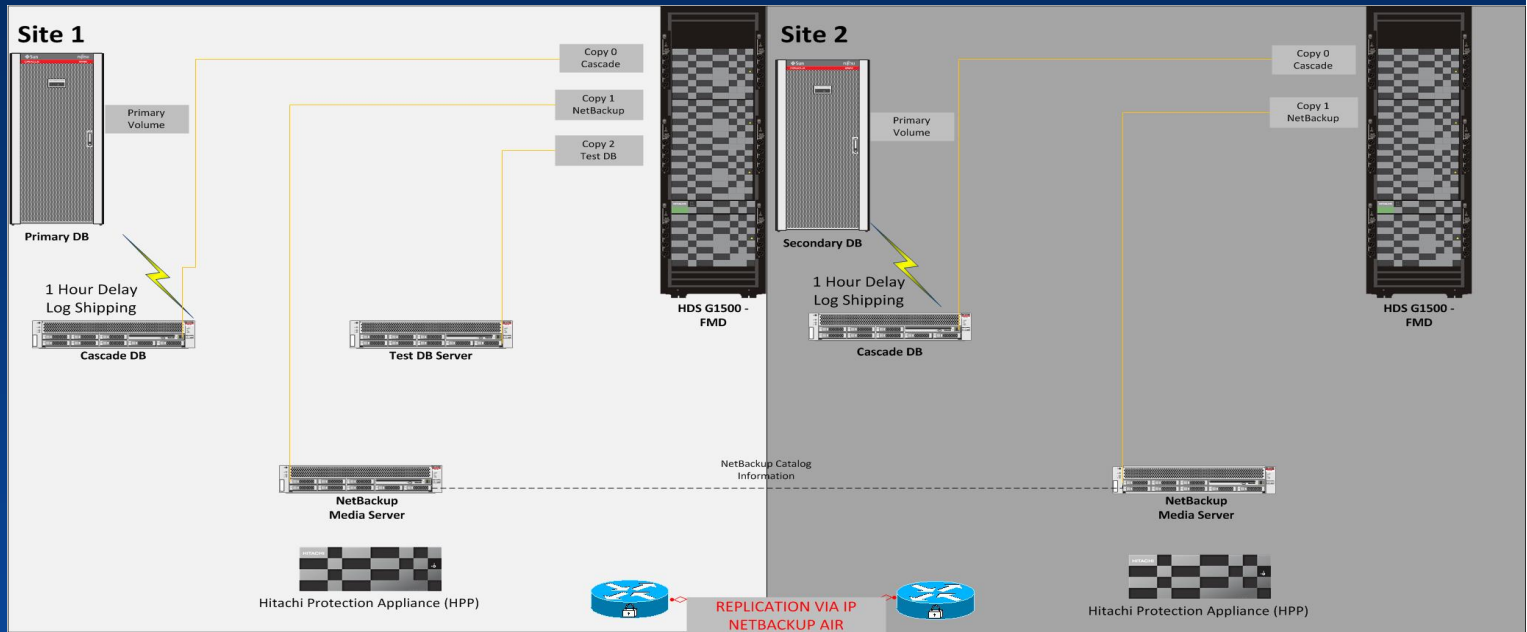 Site 1
Primary
Volume
Primary DB
1 Hour Delay
Log Shipping
Cascade DB
Copy 0
Cascade
Copy 1
NetBackup
Copy 2
Test DB
Test DB Server
HDS G1500 -
FMD
NetBackup
Media Server
HITACHI
Hitachi Protection Appliance (HPP)
NetBackup Catalog
Information
REPLICATION VIA IP
NETBACKUP AIR
Site 2
Primary
Volume
Secondary DB
1 Hour Delay
Log Shipping
Cascade DB
Copy 0
Cascade
Copy 1
NetBackup
HDS G1500 -
FMD
NetBackup
Media Server
HITACHI
Hitachi Protection Appliance (HPP)